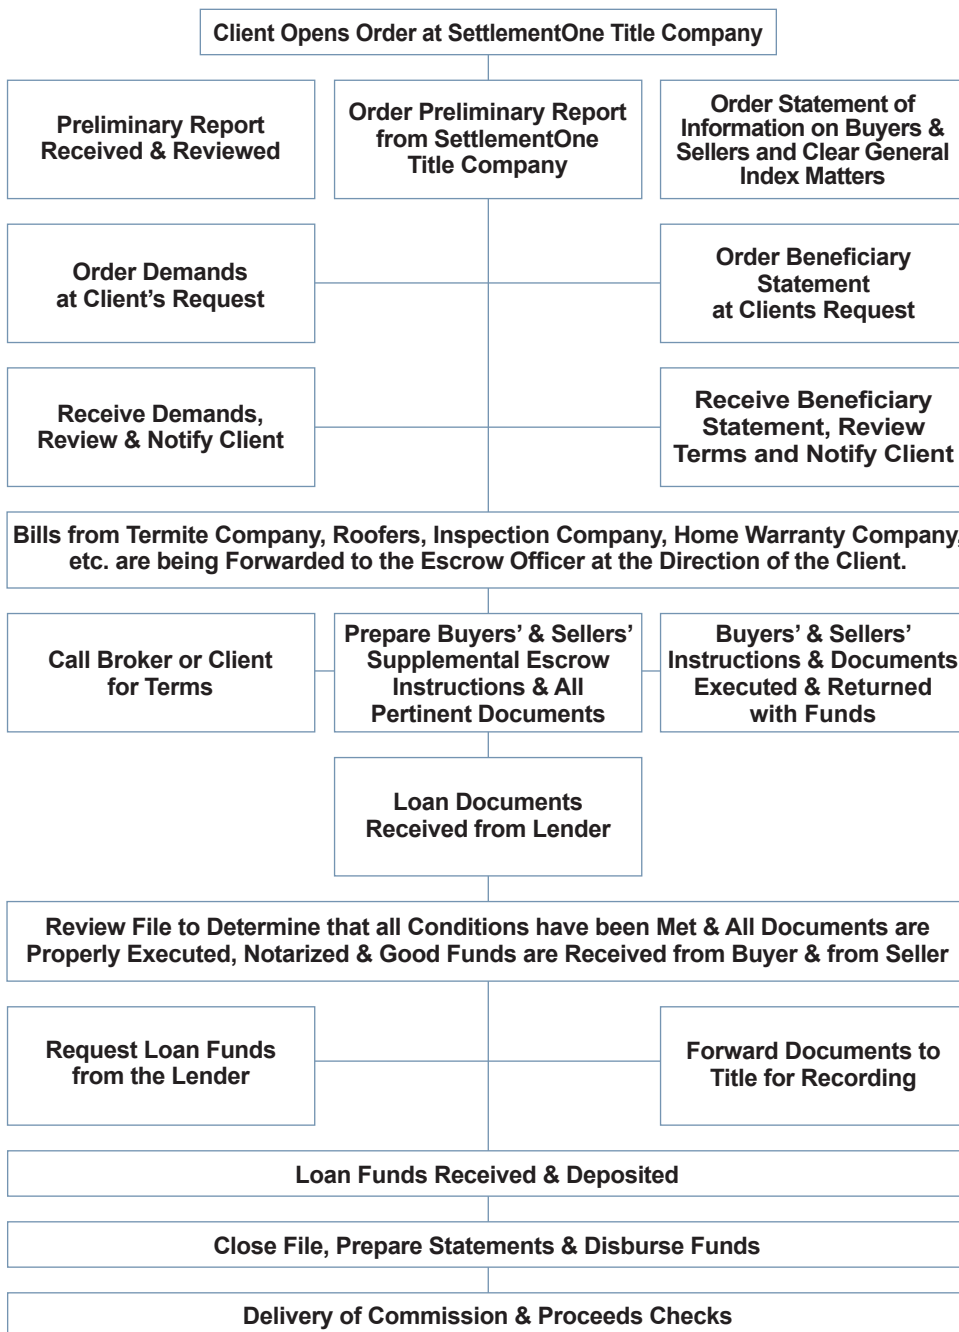 Client Opens Order at SettlementOne Title Company
Preliminary Report
Received & Reviewed
Order Preliminary Report
from SettlementOne
Title Company
Order Statement of
Information on Buyers &
Sellers and Clear General
Index Matters
Order Demands
at Client’s Request
Order Beneficiary
Statement
at Clients Request
Receive Demands,
Review & Notify Client
Receive Beneficiary
Statement, Review
Terms and Notify Client
Bills from Termite Company, Roofers, Inspection Company, Home Warranty Company,
etc. are being Forwarded to the Escrow Officer at the Direction of the Client.
Call Broker or Client
for Terms
Prepare Buyers’ & Sellers’
Supplemental Escrow
Instructions & All
Pertinent Documents
Buyers’ & Sellers’
Instructions & Documents
Executed & Returned
with Funds
Loan Documents
Received from Lender
Review File to Determine that all Conditions have been Met & All Documents are
Properly Executed, Notarized & Good Funds are Received from Buyer & from Seller
Request Loan Funds
from the Lender
Forward Documents to
Title for Recording
Loan Funds Received & Deposited
Close File, Prepare Statements & Disburse Funds
Delivery of Commission & Proceeds Checks